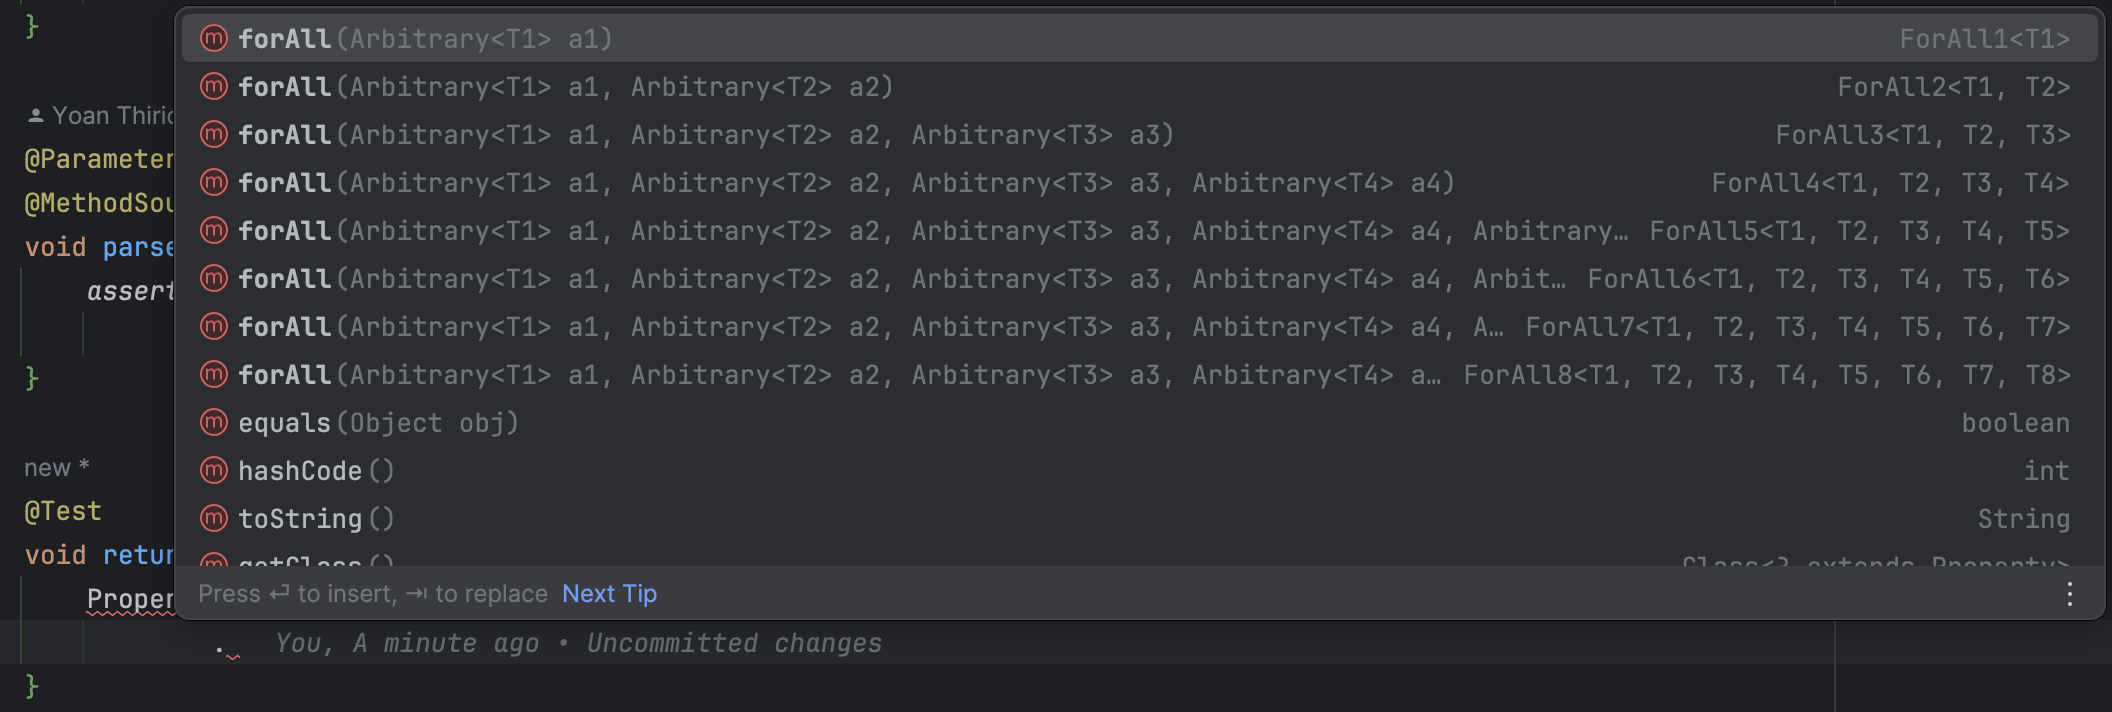 }
forAll(Arbitrary<T1> a1) ForAll1<T1>
forAll(Arbitrary<T1> a1, Arbitrary<T2> a2) ForAll2<T1, T2>
Yoan Thiric
forAll(Arbitrary<T1> a1, Arbitrary<T2> a2, Arbitrary<T3> a3) ForAll3<T1, T2, T3>
@Parameter
forAll(Arbitrary<T1> a1, Arbitrary<T2> a2, Arbitrary<T3> a3, Arbitrary<T4> a4) ForAll4<T1, T2, T3, T4>
@MethodSou
forAll(Arbitrary<T1> a1, Arbitrary<T2> a2, Arbitrary<T3> a3, Arbitrary<T4> a4, Arbitrary… ForAll5<T1, T2, T3, T4, T5>
void parse
forAll(Arbitrary<T1> a1, Arbitrary<T2> a2, Arbitrary<T3> a3, Arbitrary<T4> a4, Arbit… ForAll6<T1, T2, T3, T4, T5, T6>
assert
forAll(Arbitrary<T1> a1, Arbitrary<T2> a2, Arbitrary<T3> a3, Arbitrary<T4> a4, A… ForAll7<T1, T2, T3, T4, T5, T6, T7>
}
forAll(Arbitrary<T1> a1, Arbitrary<T2> a2, Arbitrary<T3> a3, Arbitrary<T4> a… ForAll8<T1, T2, T3, T4, T5, T6, T7, T8>
equals(Object obj) boolean
new *
hashCode() int
@Test
toString() String
void retur
getClass() Class<? extends Property>
Proper
Press ⏎ to insert, ⇥ to replace Next Tip
. You, A minute ago • Uncommitted changes
}